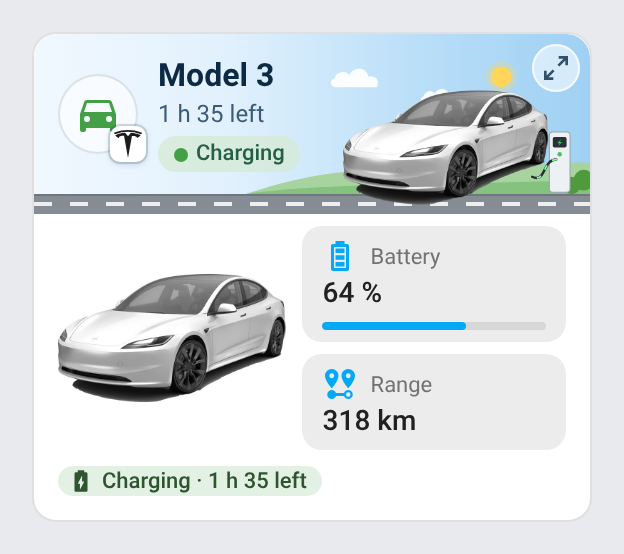 Model 3
1 h 35 left
Charging
Battery
64 %
Range
318 km
Charging · 1 h 35 left